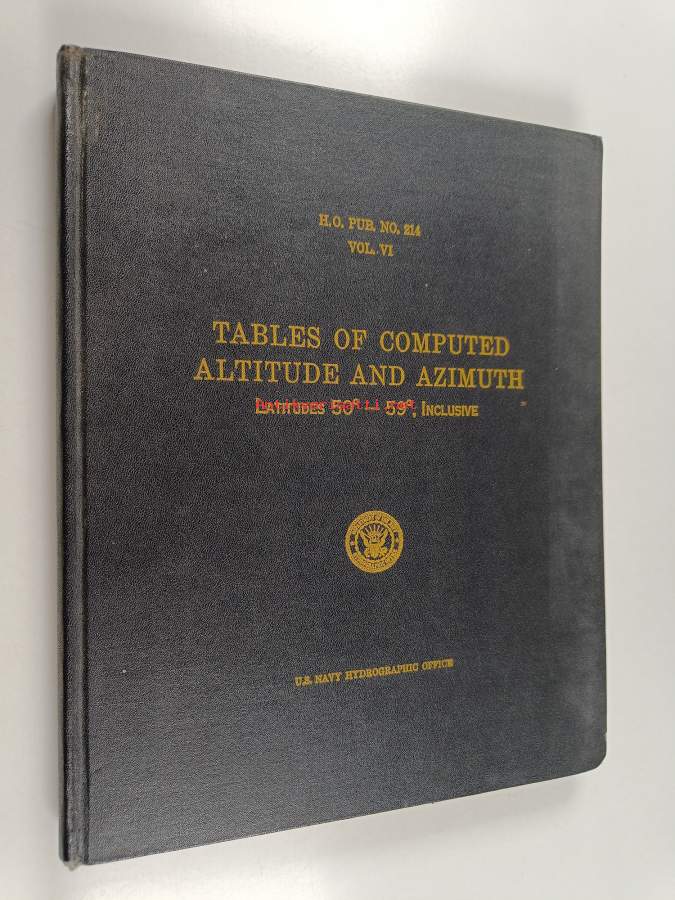 H.O. PUB. NO. 214
VOL. VI
TABLES OF COMPUTED
ALTITUDE AND AZIMUTH
LATITUDES 50° — 59°, INCLUSIVE
U.S. NAVY HYDROGRAPHIC OFFICE